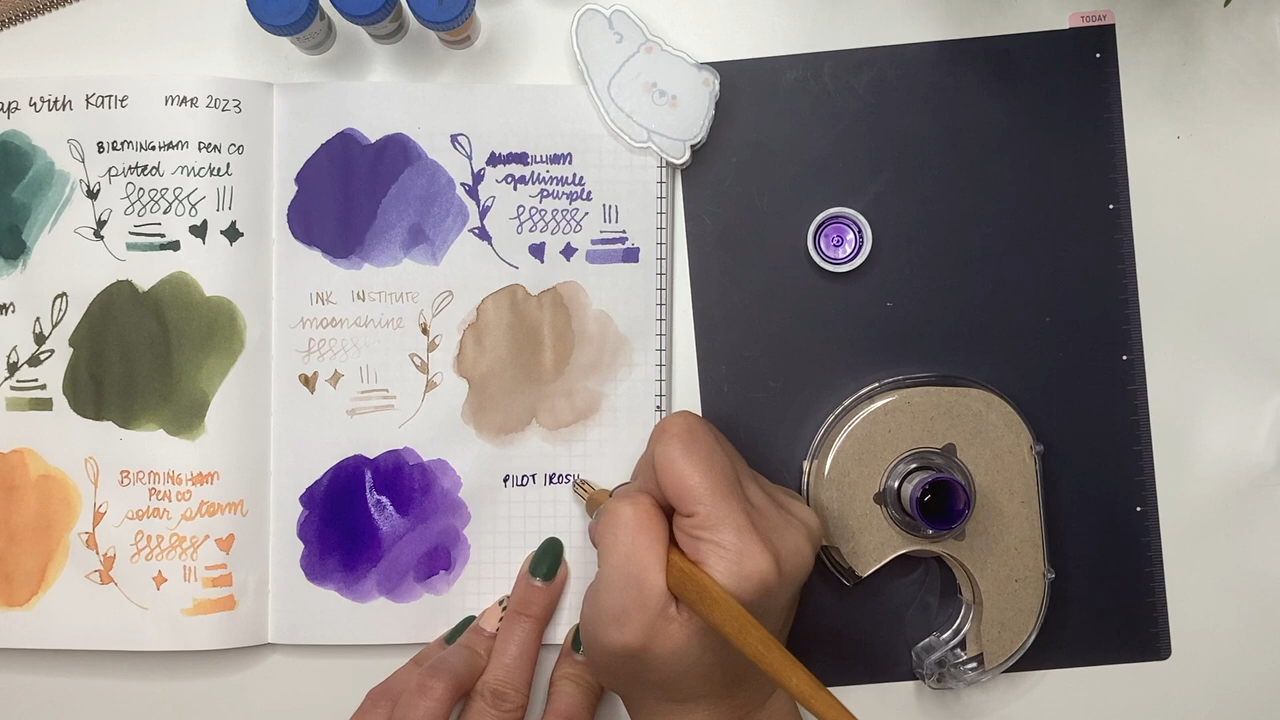 ap with KATIE MAR 2023
BIRMINGHAM PEN CO
pitted nickel
BIRMINGHAM
PEN CO
solar storm
gallinule
purple
INK INSTITUTE
moonshine
PILOT IROSH
TODAY